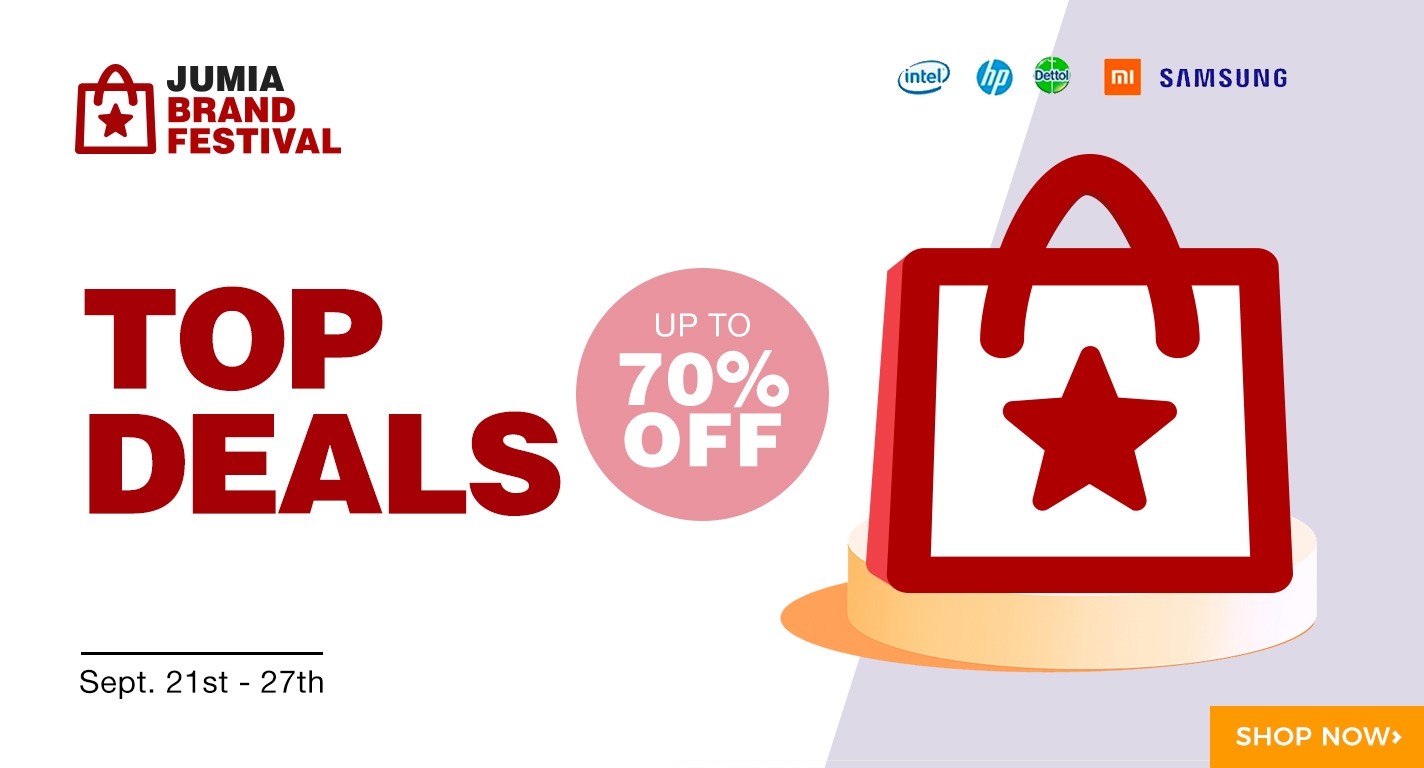 JUMIA
BRAND
FESTIVAL
intel
hp
Dettol
mi
SAMSUNG
TOP
DEALS
UP TO
70%
OFF
Sept. 21st - 27th
SHOP NOW›